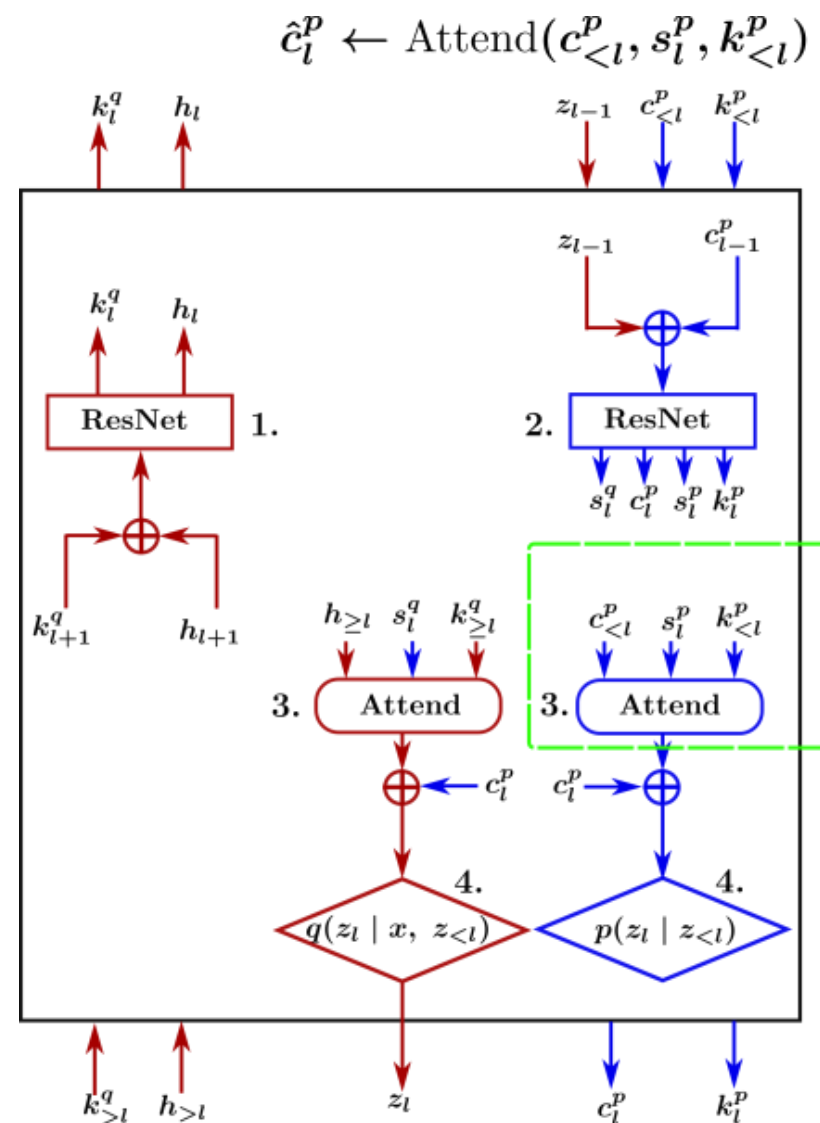 ĉ_l^p ← Attend(c_{<l}^p, s_l^p, k_{<l}^p)
k_l^q h_l z_{l−1} c_{<l}^p k_{<l}^p
z_{l−1} c_{l−1}^p
k_l^q h_l
ResNet 1. 2. ResNet
s_l^q c_l^p s_l^p k_l^p
k_{l+1}^q h_{l+1}
h_{≥l} s_l^q k_{≥l}^q c_{<l}^p s_l^p k_{<l}^p
3. Attend 3. Attend
c_l^p c_l^p
4. 4.
q(z_l | x, z_{<l}) p(z_l | z_{<l})
k_{>l}^q h_{>l} z_l c_l^p k_l^p